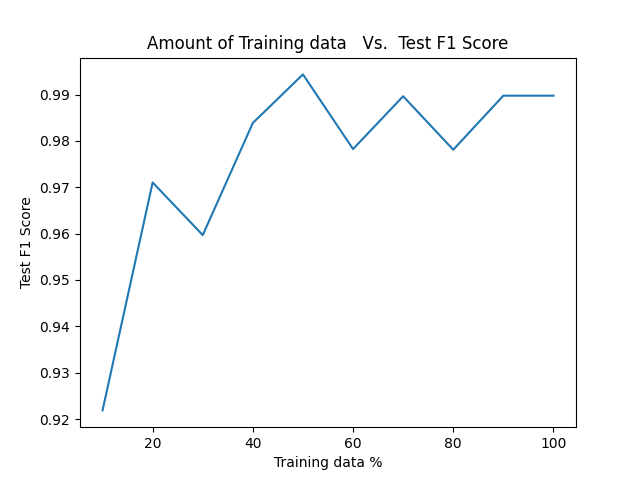 Amount of Training data   Vs.  Test F1 Score
0.99
0.98
0.97
0.96
0.95
0.94
0.93
0.92
Test F1 Score
20 40 60 80 100
Training data %